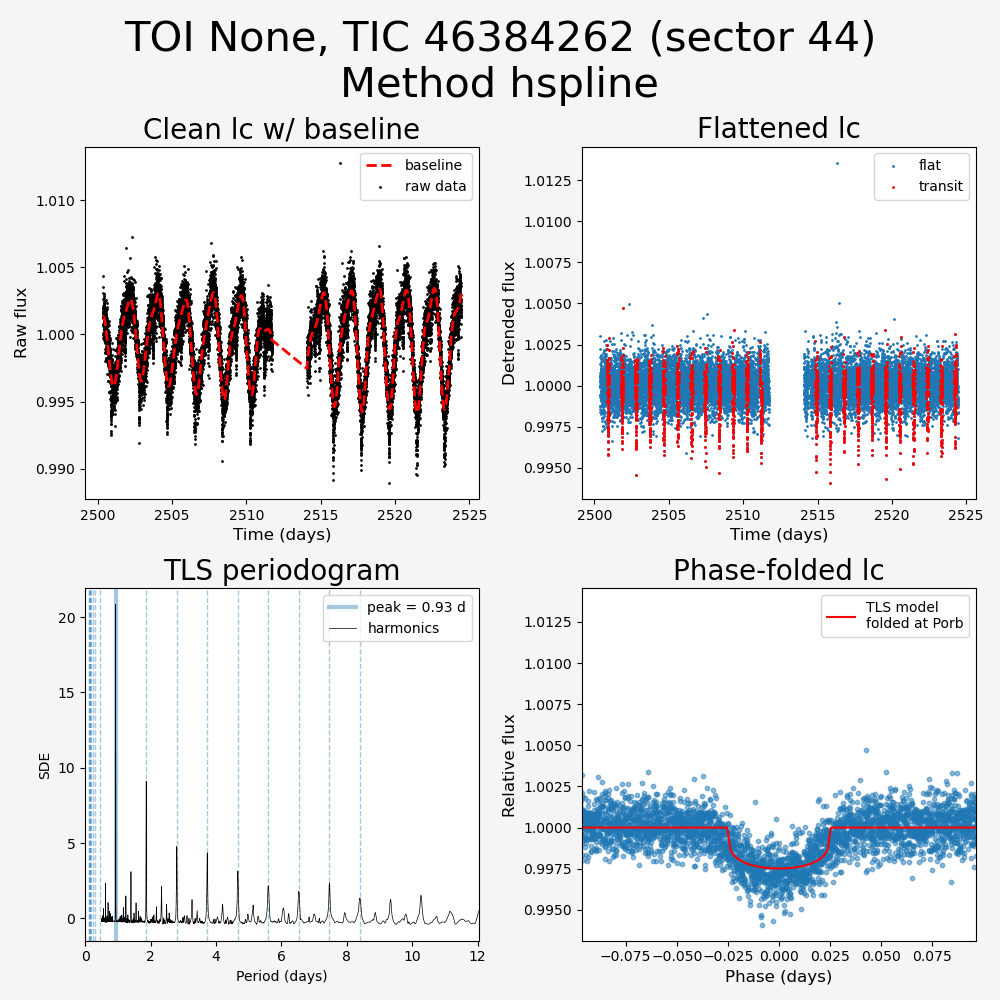 TOI None, TIC 46384262 (sector 44)
Method hspline
Clean lc w/ baseline
Flattened lc
baseline
raw data
flat
transit
1.010
1.005
1.000
0.995
0.990
Raw flux
2500
2505
2510
2515
2520
2525
Time (days)
1.0125
1.0100
1.0075
1.0050
1.0025
1.0000
0.9975
0.9950
Detrended flux
2500
2505
2510
2515
2520
2525
Time (days)
TLS periodogram
Phase-folded lc
peak = 0.93 d
harmonics
20
15
10
5
0
SDE
0
2
4
6
8
10
12
Period (days)
TLS model
folded at Porb
1.0125
1.0100
1.0075
1.0050
1.0025
1.0000
0.9975
0.9950
Relative flux
−0.075
−0.050
−0.025
0.000
0.025
0.050
0.075
Phase (days)